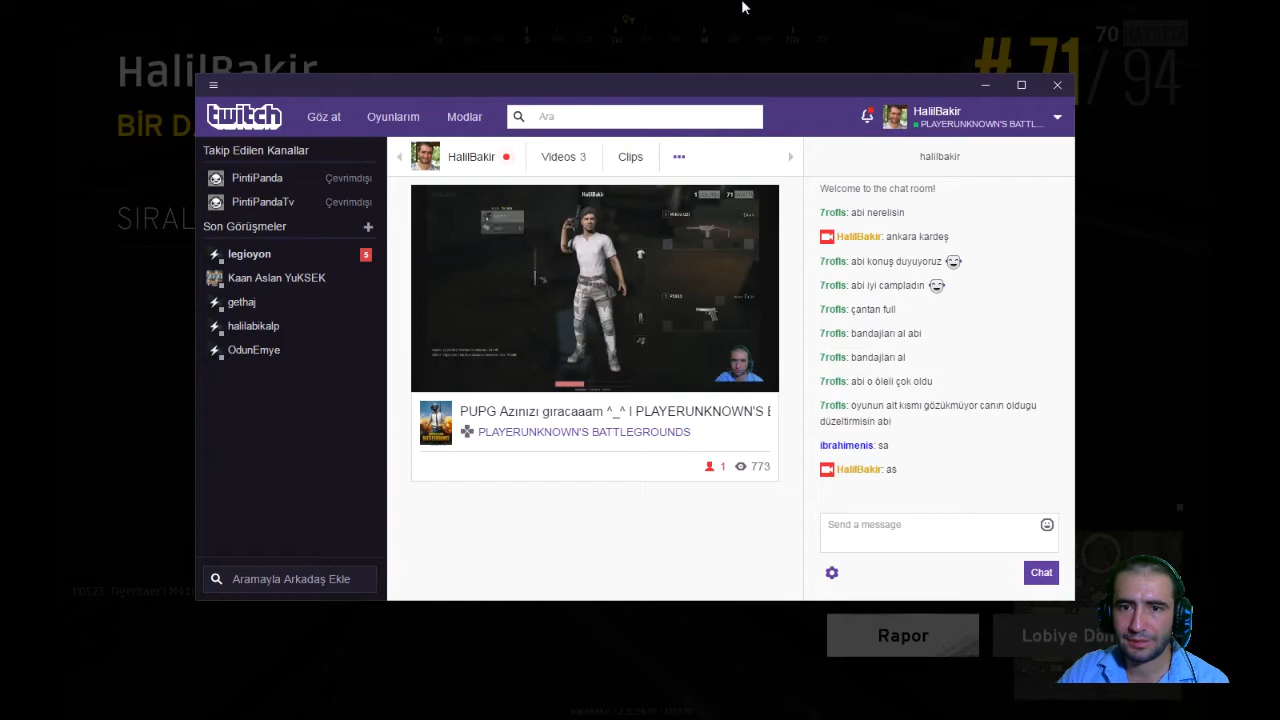 HalilBakir
# 71 / 94
70
twitch
Göz at
Oyunlarım
Modlar
Ara
HalilBakir
PLAYERUNKNOWN'S BATTL...
Takip Edilen Kanallar
PintiPanda Çevrimdışı
PintiPandaTv Çevrimdışı
Son Görüşmeler +
legioyon 5
Kaan Aslan YuKSEK
gethaj
halilabikalp
OdunEmye
Aramayla Arkadaş Ekle
HalilBakir
Videos 3
Clips
HalilBakir
PUPG Azınızı gıracaaam ^_^ l PLAYERUNKNOWN'S
PLAYERUNKNOWN'S BATTLEGROUNDS
1 773
halilbakir
Welcome to the chat room!
7rofls: abi nerelisin
HalilBakir: ankara kardeş
7rofls: abi konuş duyuyoruz
7rofls: abi iyi campladın
7rofls: çantan full
7rofls: bandajları al abi
7rofls: bandajları al
7rofls: abi o öleli çok oldu
7rofls: oyunun alt kısmı gözükmüyor canın oldugu
düzeltirmisin abi
ibrahimenis: sa
HalilBakir: as
Send a message
Chat
BİR
SIRAL
Rapor
Lobiye Dön